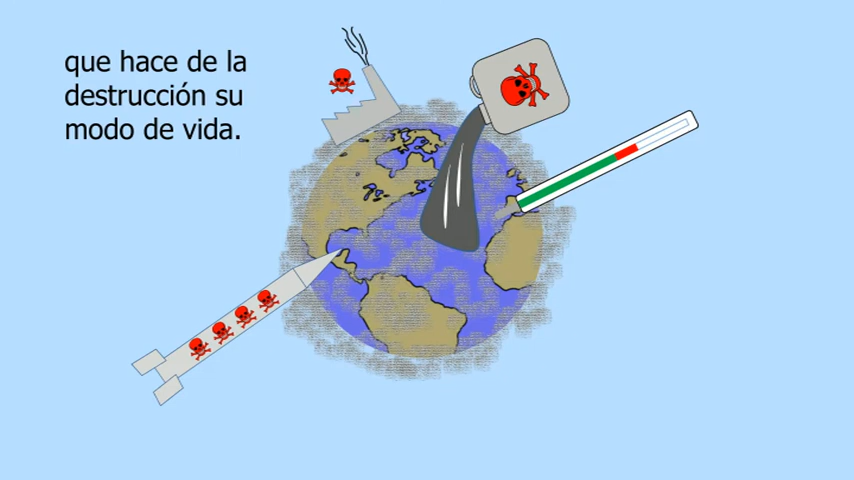 que hace de la
destrucción su
modo de vida.